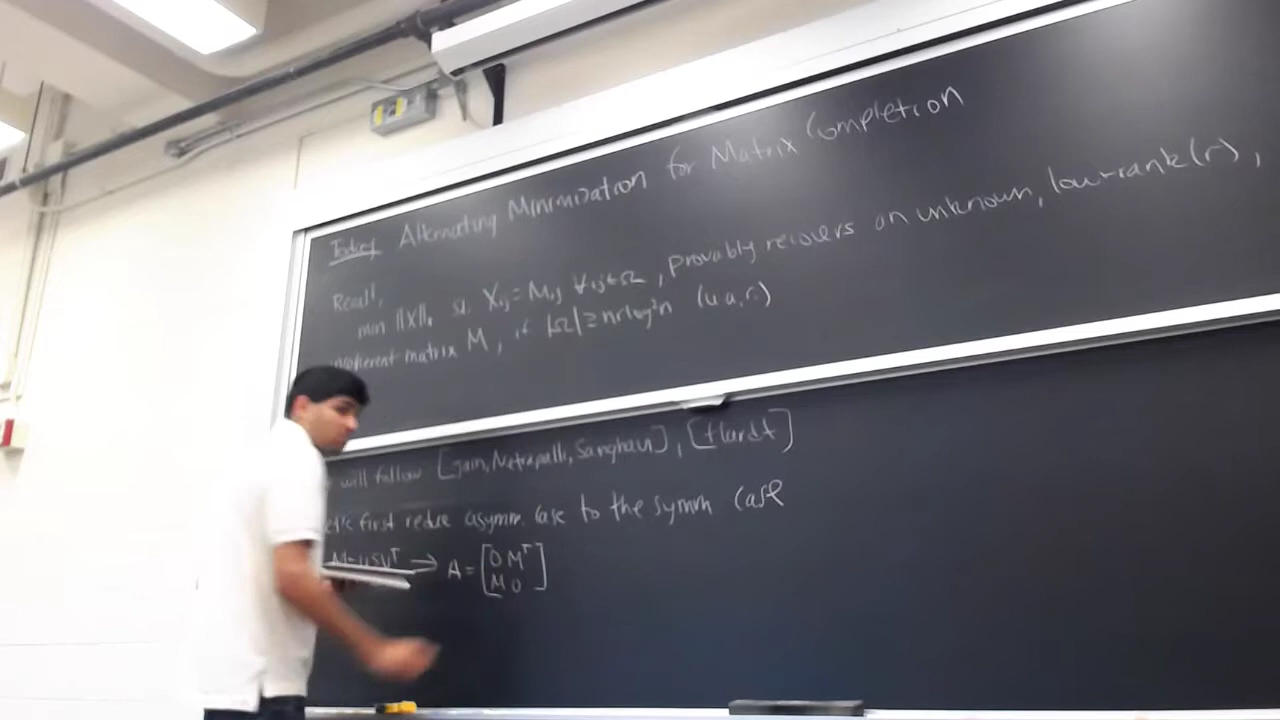 Today Alternating Minimization for Matrix Completion
Recall,
min ||X||* s.t. Xij = Mij ∀ i,j ∈ Ω, provably recovers an unknown, low-rank(r),
incoherent matrix M, if |Ω| ≥ nr log²n (u.a.r.)
will follow [Jain, Netrapalli, Sanghavi], [Hardt]
Let's first reduce asymm. case to the symm case
M = USVᵀ → A = [0 Mᵀ
M 0]